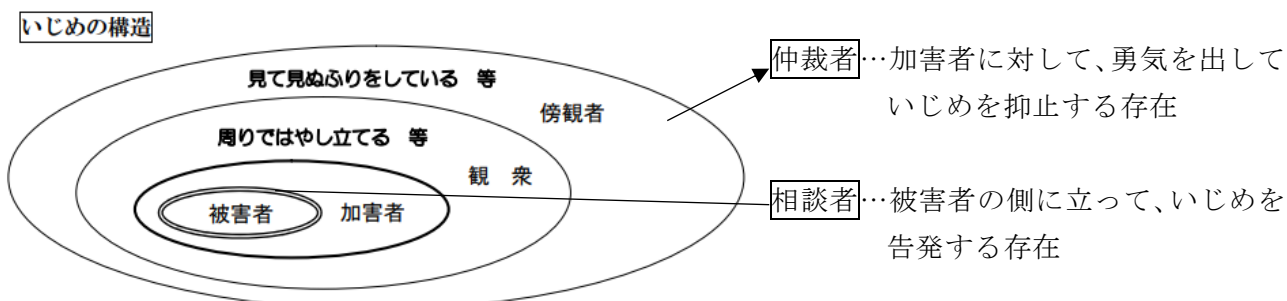 いじめの構造
見て見ぬふりをしている 等
傍観者
周りではやし立てる 等
観 衆
被害者
加害者
仲裁者…加害者に対して、勇気を出して
いじめを抑止する存在
相談者…被害者の側に立って、いじめを
告発する存在